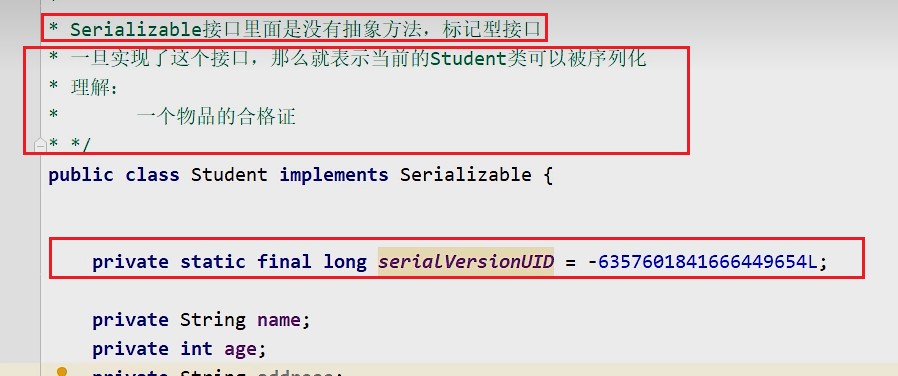 * Serializable接口里面是没有抽象方法，标记型接口
* 一旦实现了这个接口，那么就表示当前的Student类可以被序列化
* 理解：
* 一个物品的合格证
* */
public class Student implements Serializable {
private static final long serialVersionUID = -6357601841666449654L;
private String name;
private int age;
private String address;